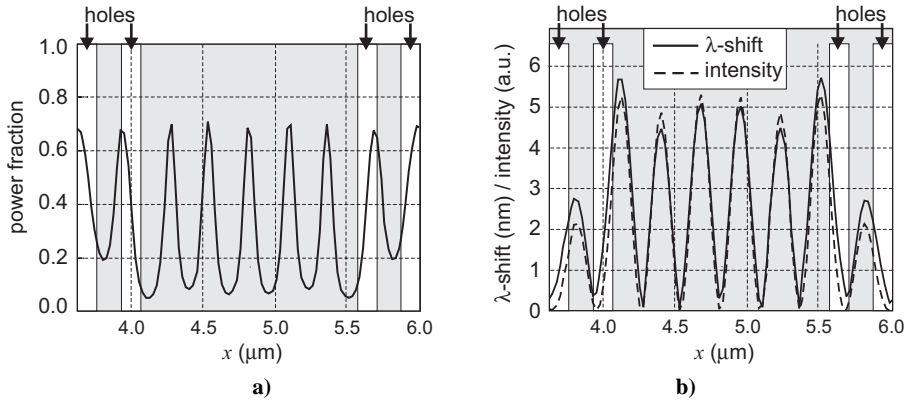 holes
holes
1.0
0.8
0.6
0.4
0.2
0.0
power fraction
4.0
4.5
5.0
5.5
6.0
x (μm)
a)
holes
holes
λ-shift
intensity
6
5
4
3
2
1
0
λ-shift (nm) / intensity (a.u.)
4.0
4.5
5.0
5.5
6.0
x (μm)
b)